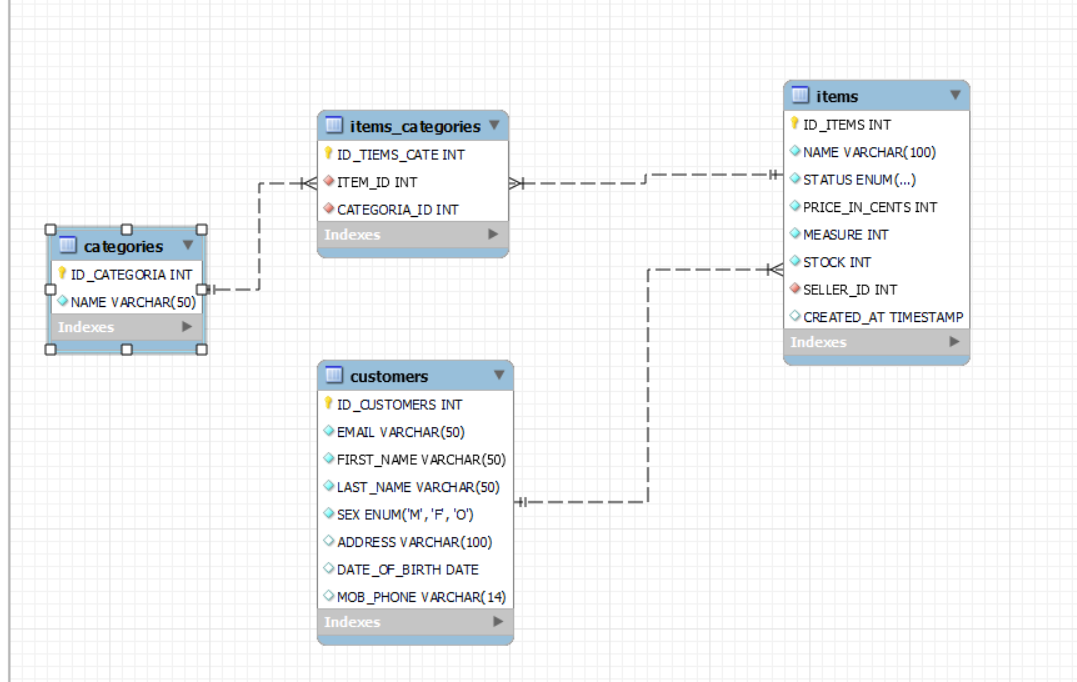 items
ID_ITEMS INT
NAME VARCHAR(100)
STATUS ENUM(...)
PRICE_IN_CENTS INT
MEASURE INT
STOCK INT
SELLER_ID INT
CREATED_AT TIMESTAMP
Indexes
items_categories
ID_TIEMS_CATE INT
ITEM_ID INT
CATEGORIA_ID INT
Indexes
categories
ID_CATEGORIA INT
NAME VARCHAR(50)
Indexes
customers
ID_CUSTOMERS INT
EMAIL VARCHAR(50)
FIRST_NAME VARCHAR(50)
LAST_NAME VARCHAR(50)
SEX ENUM('M', 'F', 'O')
ADDRESS VARCHAR(100)
DATE_OF_BIRTH DATE
MOB_PHONE VARCHAR(14)
Indexes